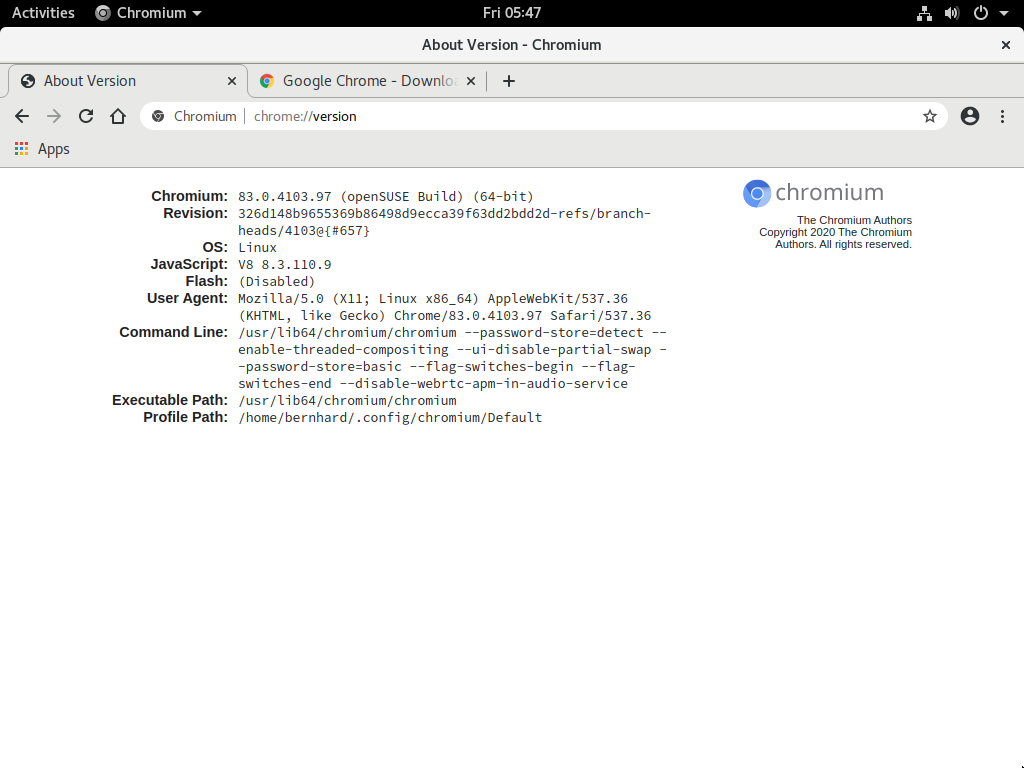 Activities Chromium Fri 05:47
About Version - Chromium
About Version Google Chrome - Downlo
Chromium chrome://version
Apps
Chromium: 83.0.4103.97 (openSUSE Build) (64-bit)
Revision: 326d148b9655369b86498d9ecca39f63dd2bdd2d-refs/branch-
heads/4103@{#657}
OS: Linux
JavaScript: V8 8.3.110.9
Flash: (Disabled)
User Agent: Mozilla/5.0 (X11; Linux x86_64) AppleWebKit/537.36
(KHTML, like Gecko) Chrome/83.0.4103.97 Safari/537.36
Command Line: /usr/lib64/chromium/chromium --password-store=detect --
enable-threaded-compositing --ui-disable-partial-swap -
-password-store=basic --flag-switches-begin --flag-
switches-end --disable-webrtc-apm-in-audio-service
Executable Path: /usr/lib64/chromium/chromium
Profile Path: /home/bernhard/.config/chromium/Default
chromium
The Chromium Authors
Copyright 2020 The Chromium
Authors. All rights reserved.